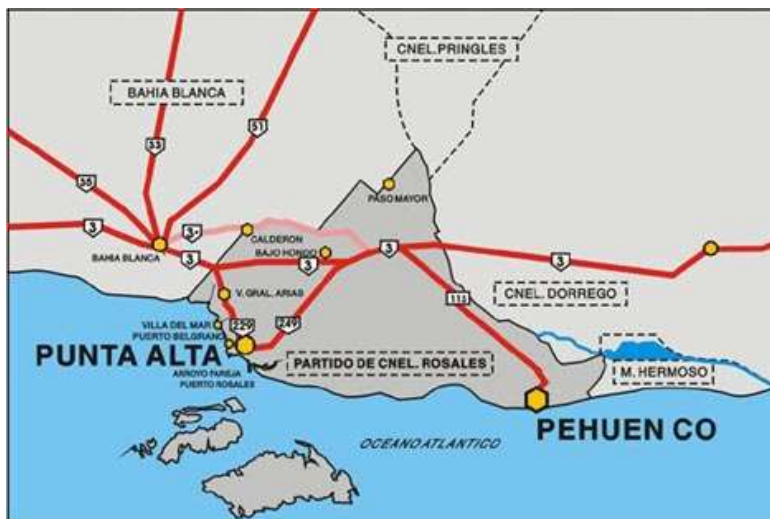 CNEL.PRINGLES
BAHIA BLANCA
51
33
35
3
3
PASO MAYOR
CALDERON
BAHIA BLANCA
3
BAJO HONDO
3
3
3
V. GRAL. ARIAS
CNEL. DORREGO
VILLA DEL MAR
229
249
PUERTO BELGRANO
PUNTA ALTA
PARTIDO DE CNEL. ROSALES
ARROYO PAREJA
PUERTO ROSALES
M. HERMOSO
PEHUEN CO
OCEANO ATLANTICO